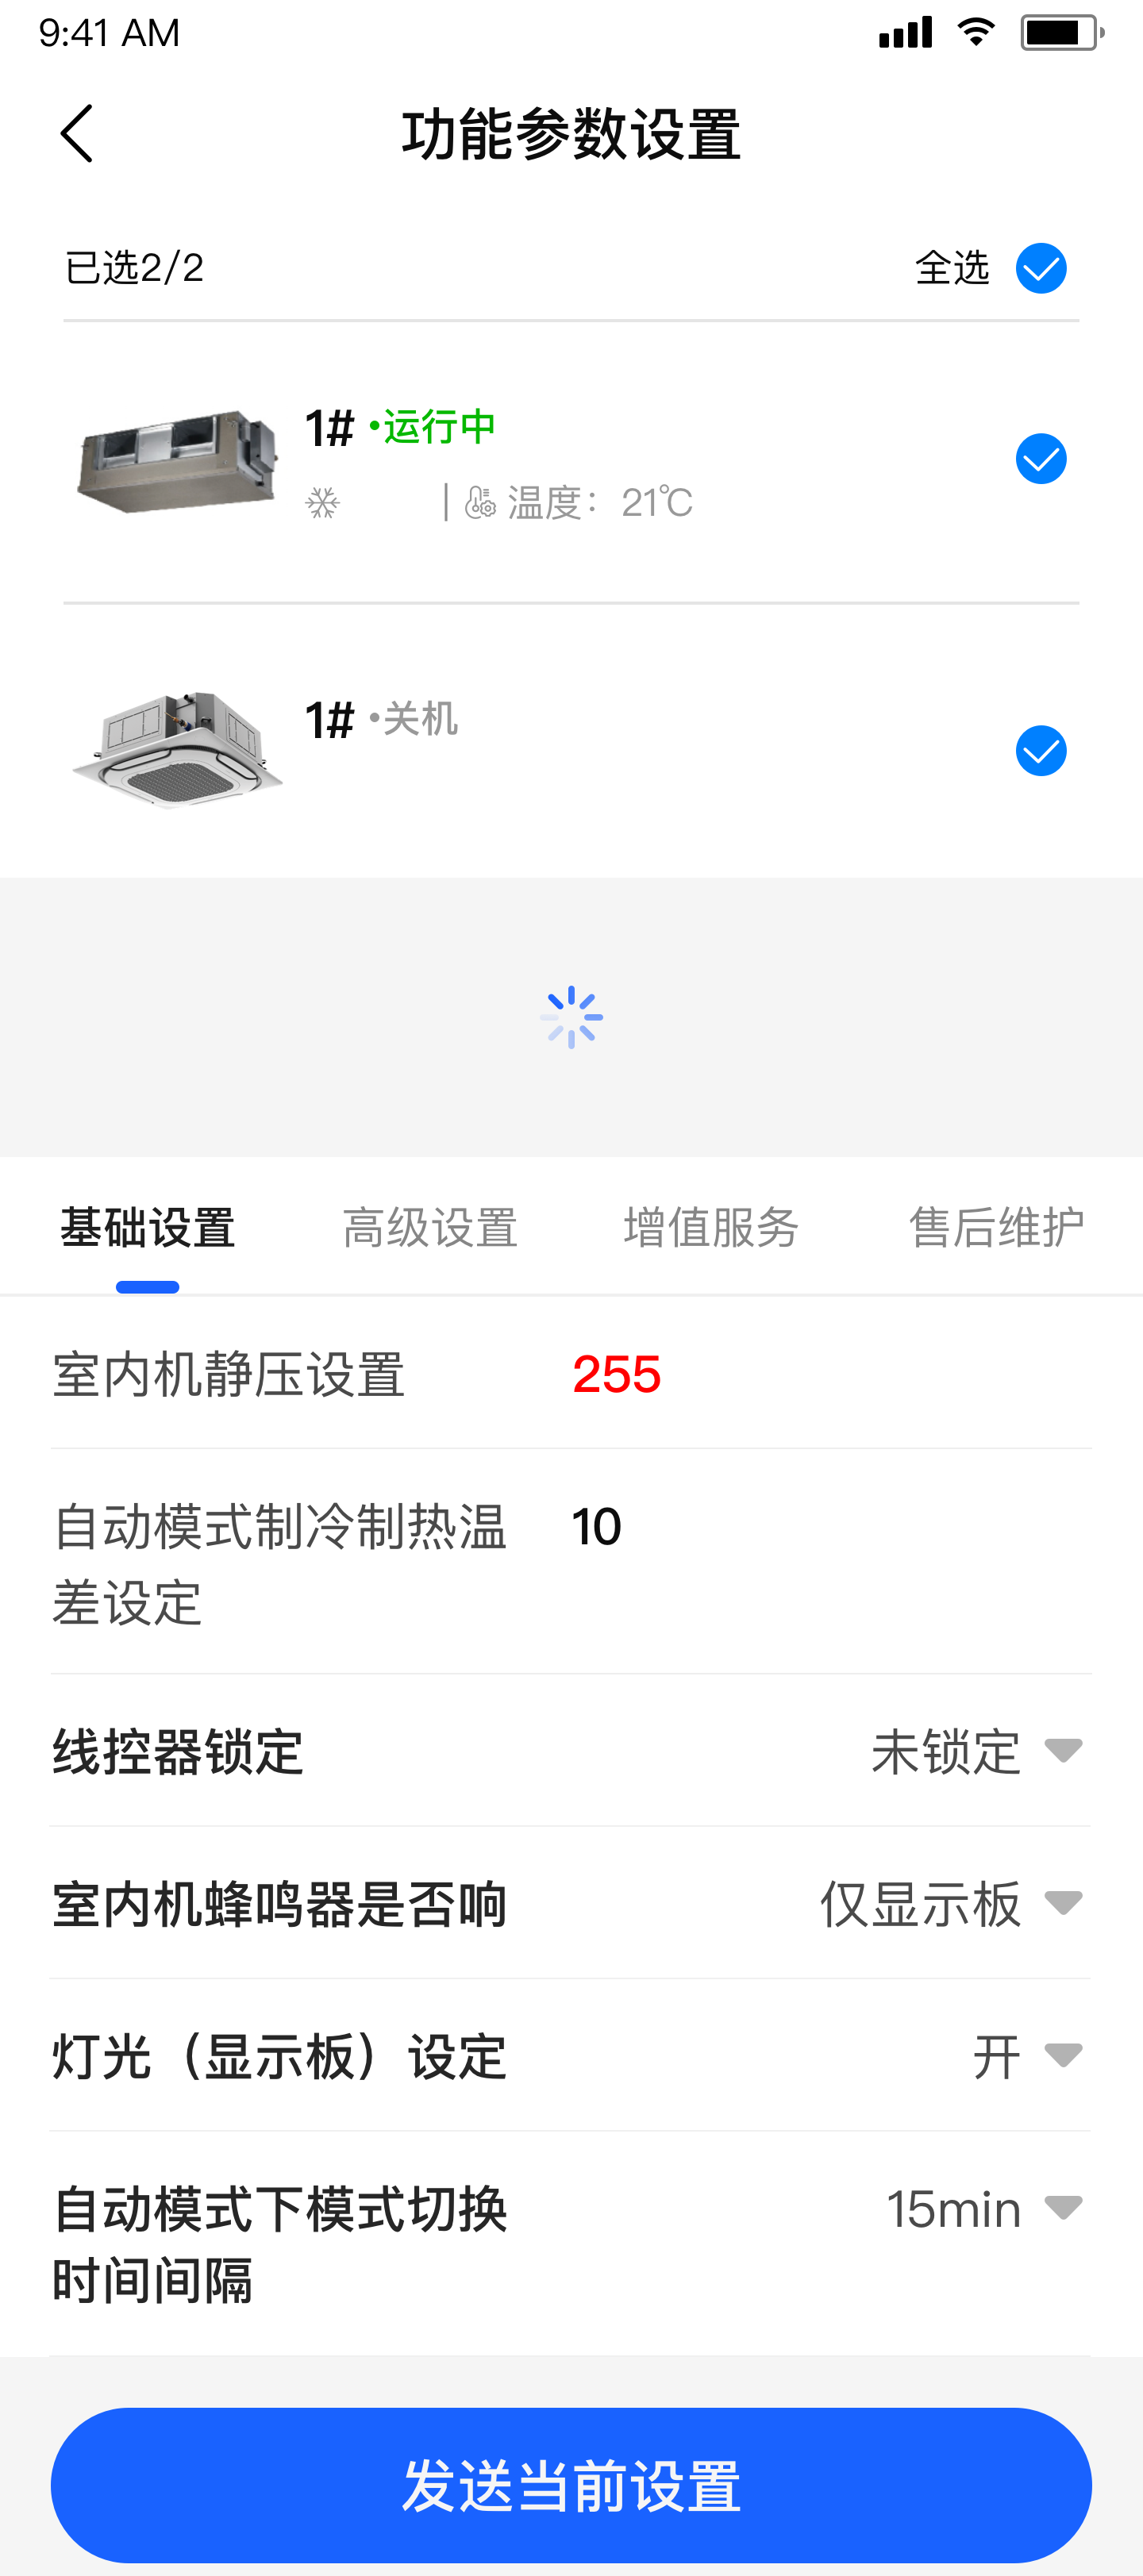 9:41 AM
功能参数设置
已选2/2
全选
1# •运行中
温度：21℃
1# •关机
基础设置
高级设置
增值服务
售后维护
室内机静压设置
255
自动模式制冷制热温
差设定
10
线控器锁定
未锁定
室内机蜂鸣器是否响
仅显示板
灯光（显示板）设定
开
自动模式下模式切换
时间间隔
15min
发送当前设置